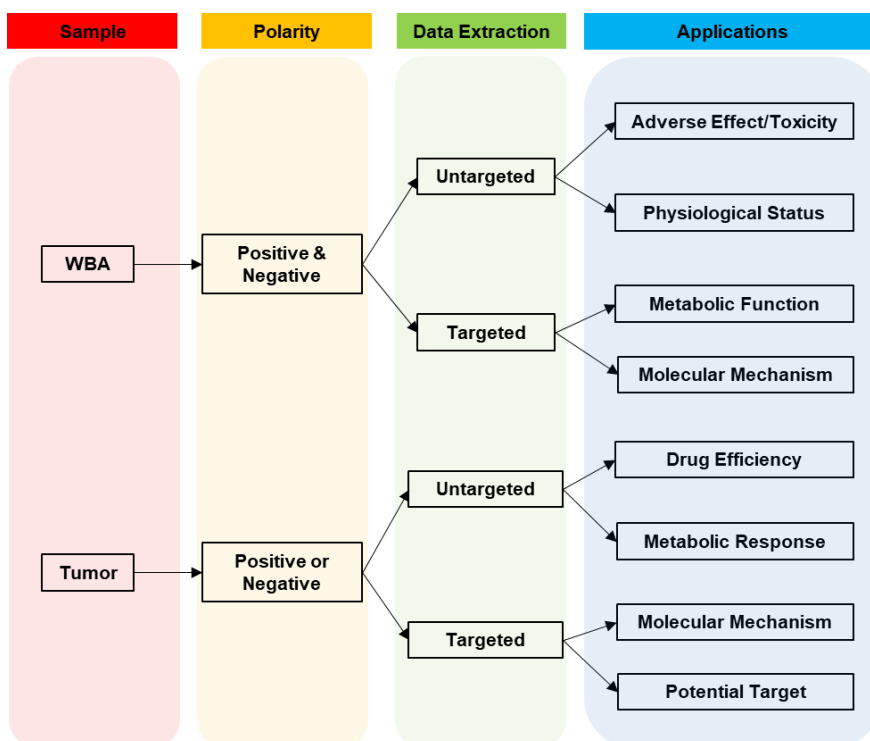 Sample
Polarity
Data Extraction
Applications
WBA
Positive &
Negative
Untargeted
Targeted
Adverse Effect/Toxicity
Physiological Status
Metabolic Function
Molecular Mechanism
Tumor
Positive or
Negative
Untargeted
Targeted
Drug Efficiency
Metabolic Response
Molecular Mechanism
Potential Target